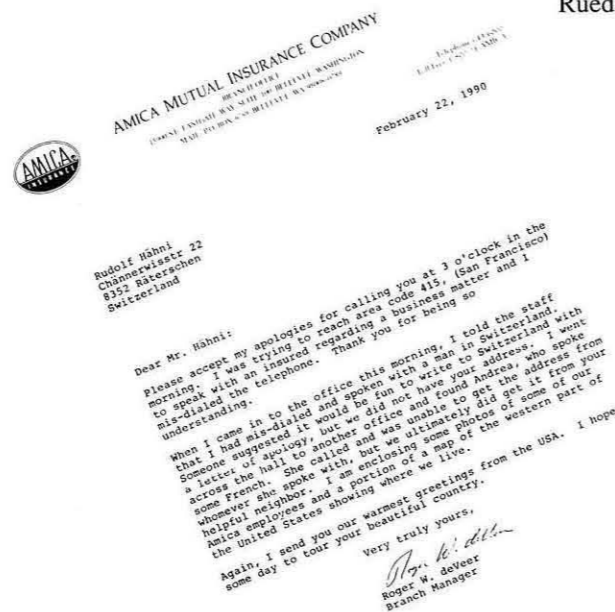 Rued
AMICA MUTUAL INSURANCE COMPANY
BRANCH OFFICE
February 22, 1990
AMICA
INSURANCE
Rudolf Hähni
Chännerwisstr 22
8352 Räterschen
Switzerland
Dear Mr. Hähni:
Please accept my apologies for calling you at 3 o'clock in the
morning. I was trying to reach area code 415, (San Francisco)
to speak with an insured regarding a business matter and I
mis-dialed the telephone. Thank you for being so
understanding.
When I came in to the office this morning, I told the staff
that I had mis-dialed and spoken with a man in Switzerland.
Someone suggested it would be fun to write to Switzerland with
a letter of apology, but we did not have your address. I went
across the hall to another office and found Andrea, who spoke
some French. She called and was unable to get the address from
whomever she spoke with, but we ultimately did get it from your
helpful neighbor. I am enclosing some photos of some of our
Amica employees and a portion of a map of the western part of
the United States showing where we live.
Again, I send you our warmest greetings from the USA. I hope
some day to tour your beautiful country.
Very truly yours,
Roger W. deVeer
Roger W. deVeer
Branch Manager